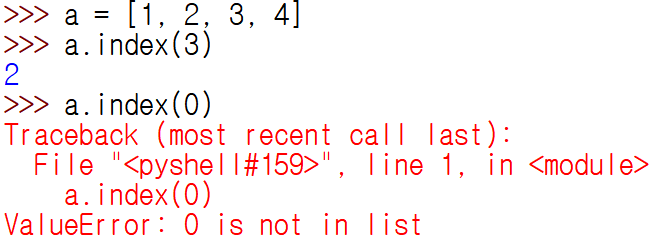 >>> a = [1, 2, 3, 4]
>>> a.index(3)
2
>>> a.index(0)
Traceback (most recent call last):
  File "<pyshell#159>", line 1, in <module>
    a.index(0)
ValueError: 0 is not in list